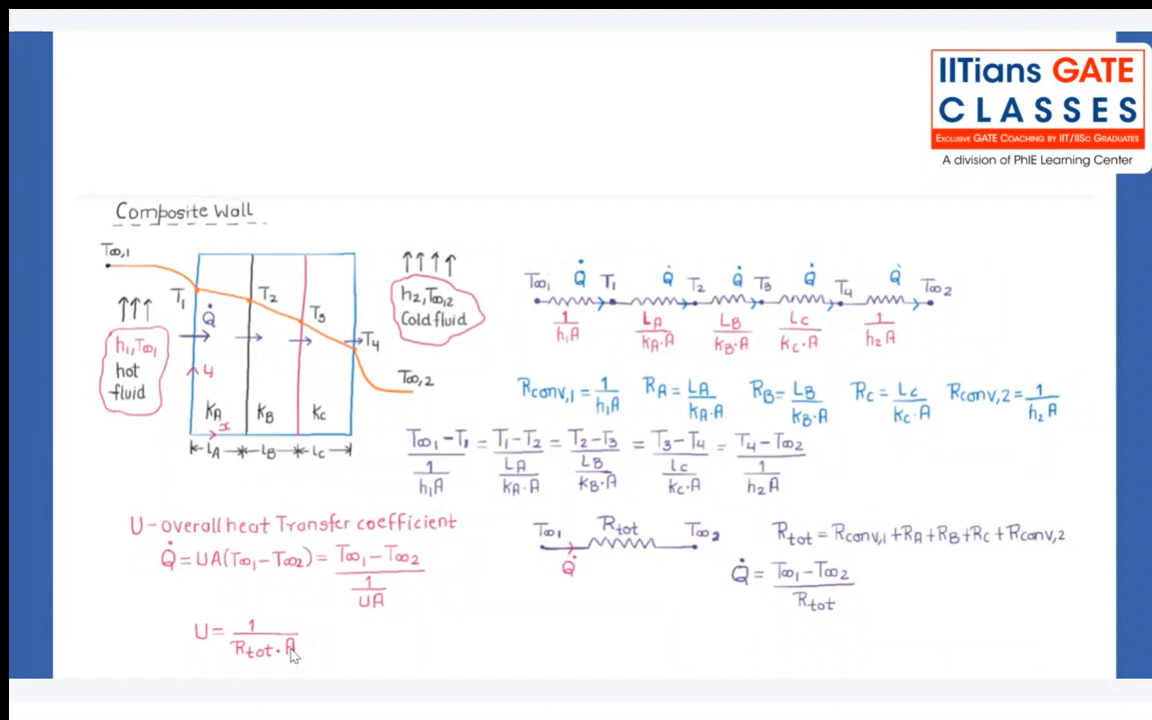 IITians GATE
CLASSES
EXCLUSIVE GATE COACHING BY IIT/IISC GRADUATES
A division of PhIE Learning Center
Composite Wall
T∞,1
T1
T2
T3
T4
Q̇
h1, T∞1
hot
fluid
h2, T∞,2
Cold fluid
T∞,2
y
x
KA KB KC
LA LB LC
T∞1 Q̇ T1 Q̇ T2 Q̇ T3 Q̇ T4 Q̇ T∞2
1/h1A LA/KA·A LB/KB·A LC/KC·A 1/h2A
Rconv,1 = 1/h1A RA = LA/KA·A RB = LB/KB·A RC = LC/KC·A Rconv,2 = 1/h2A
(T∞1 − T1)/(1/h1A) = (T1 − T2)/(LA/KA·A) = (T2 − T3)/(LB/KB·A) = (T3 − T4)/(LC/KC·A) = (T4 − T∞2)/(1/h2A)
U - overall heat Transfer coefficient
Q̇ = UA(T∞1 − T∞2) = (T∞1 − T∞2)/(1/UA)
U = 1/(Rtot · A)
T∞1 Rtot T∞2
Q̇
Rtot = Rconv,1 + RA + RB + RC + Rconv,2
Q̇ = (T∞1 − T∞2)/Rtot